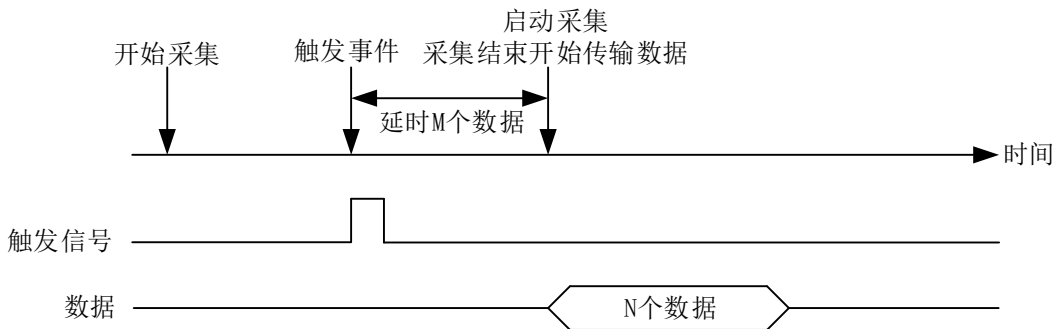 启动采集
开始采集
触发事件
采集结束开始传输数据
延时M个数据
时间
触发信号
数据
N个数据